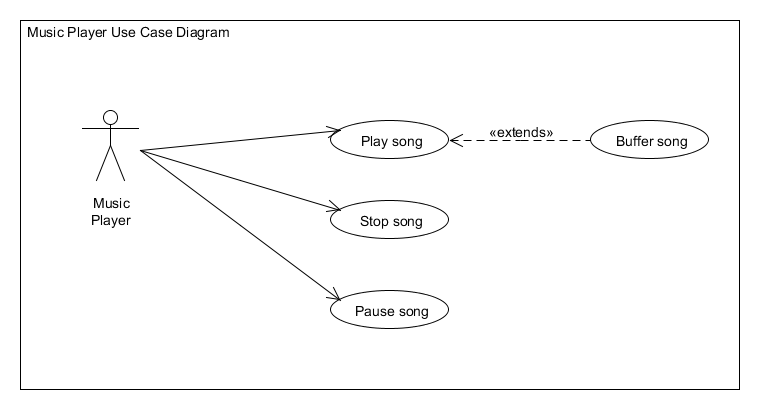 Music Player Use Case Diagram
Play song
«extends»
Buffer song
Music
Player
Stop song
Pause song